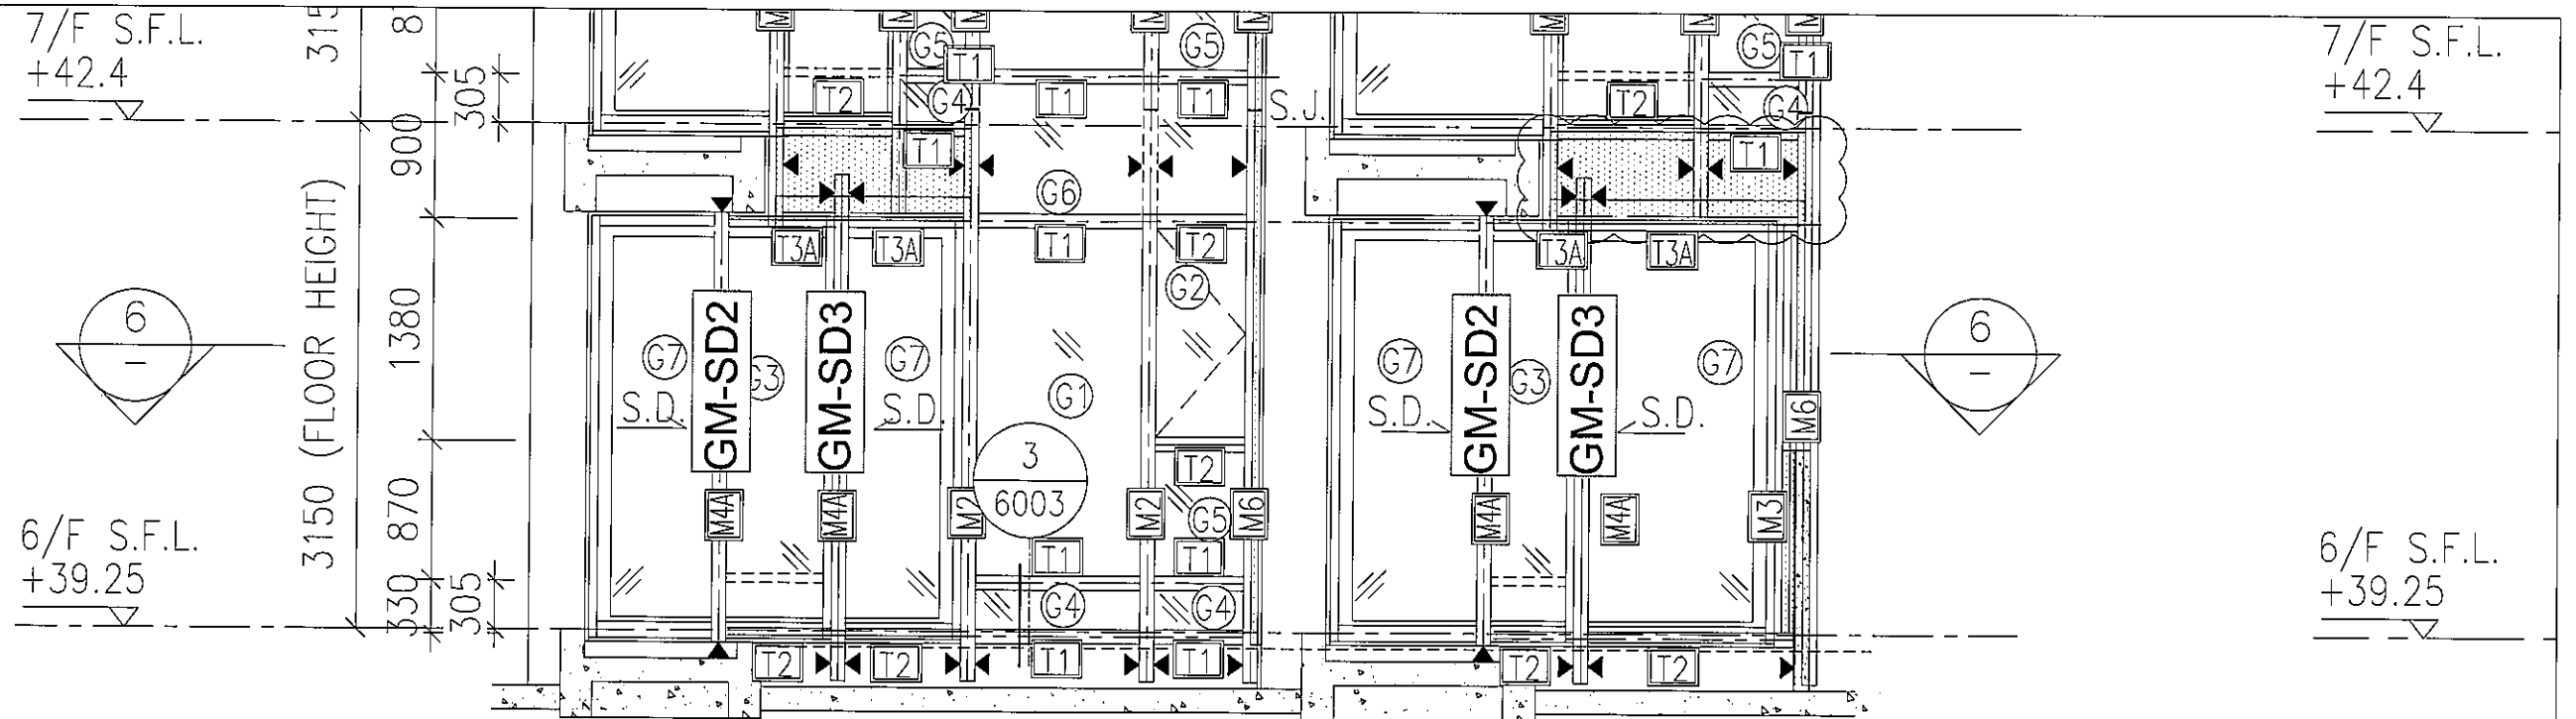 7/F S.F.L.
+42.4
305
900
3150 (FLOOR HEIGHT)
1380
870
330
305
6
-
6/F S.F.L.
+39.25
G5
T1
G5
T2
G4
T1
T1
S.J.
T1
G6
T3A
T3A
T1
T2
G2
G7
GM-SD2
G3
GM-SD3
G7
S.D.
S.D.
G1
3
6003
T2
M4A
M4A
M2
M2
G5
M6
T1
T1
G4
G4
T2
T2
T1
T1
G5
T1
T2
G4
T1
T3A
T3A
G7
GM-SD2
G3
GM-SD3
G7
S.D.
S.D.
M6
M4A
M4A
M3
T2
T2
7/F S.F.L.
+42.4
6
-
6/F S.F.L.
+39.25